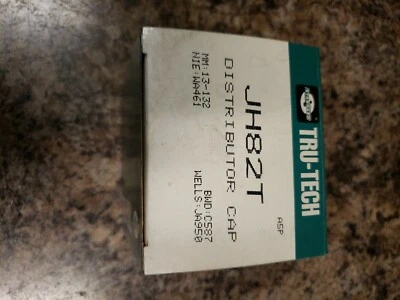 TRU-TECH
ASP
JH82T
DISTRIBUTOR CAP
MM:13-132 BWD:C587
NIE:WA461 WELLS:JA950